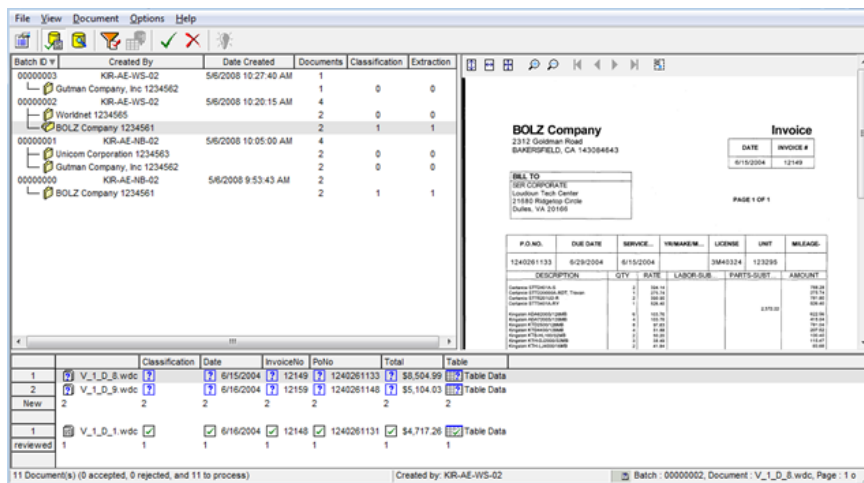 File View Document Options Help
Batch ID Created By Date Created Documents Classification Extraction
00000003 KIR-AE-WS-02 5/6/2008 10:27:40 AM 1
Gutman Company, Inc 1234562 1 0 0
00000002 KIR-AE-WS-02 5/6/2008 10:20:15 AM 4
Worldnet 1234565 2 0 0
BOLZ Company 1234561 2 1 1
00000001 KIR-AE-NB-02 5/6/2008 10:05:00 AM 4
Unicom Corporation 1234563 2 0 0
Gutman Company, Inc 1234562 2 0 0
00000000 KIR-AE-NB-02 5/6/2008 9:53:43 AM 2
BOLZ Company 1234561 2 1 1
BOLZ Company Invoice
2312 Goldman Road
BAKERSFIELD, CA 143084643
DATE INVOICE #
6/15/2004 12149
BILL TO
SER CORPORATE
Loudoun Tech Center
21680 Ridgetop Circle
Dulles, VA 20166
PAGE 1 OF 1
P.O.NO. DUE DATE SERVICE... YR/MAKE/M... LICENSE UNIT MILEAGE-
1240261133 6/29/2004 6/15/2004 3M40324 123295
DESCRIPTION QTY RATE LABOR-SUB... PARTS-SUBT... AMOUNT
Classification Date InvoiceNo PoNo Total Table
1 V_1_D_8.wdc 6/15/2004 12149 1240261133 $8,504.99 Table Data
2 V_1_D_9.wdc 6/16/2004 12159 1240261148 $5,104.03 Table Data
New 2 2 2 2 2 2 2
1 V_1_D_1.wdc 6/16/2004 12148 1240261131 $4,717.26 Table Data
reviewed 1 1 1 1 1 1 1
11 Document(s) (0 accepted, 0 rejected, and 11 to process) Created by: KIR-AE-WS-02 Batch : 00000002, Document : V_1_D_8.wdc, Page : 1 o